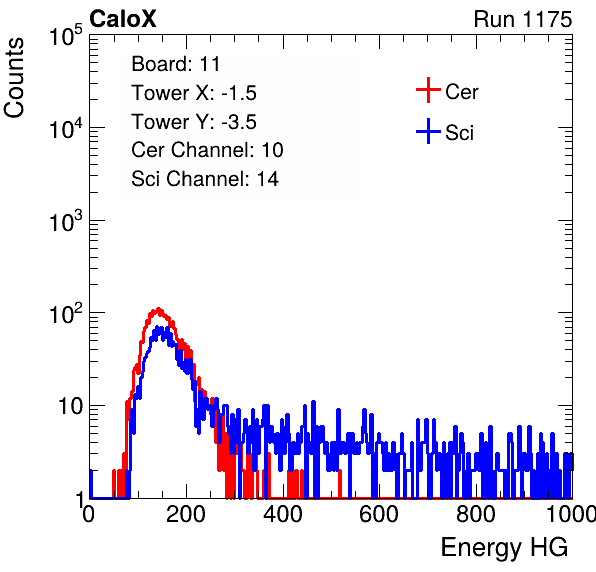 CaloX Run 1175
Counts
10^5
10^4
10^3
10^2
10
1
Board: 11
Tower X: -1.5
Tower Y: -3.5
Cer Channel: 10
Sci Channel: 14
Cer
Sci
0 200 400 600 800 1000
Energy HG